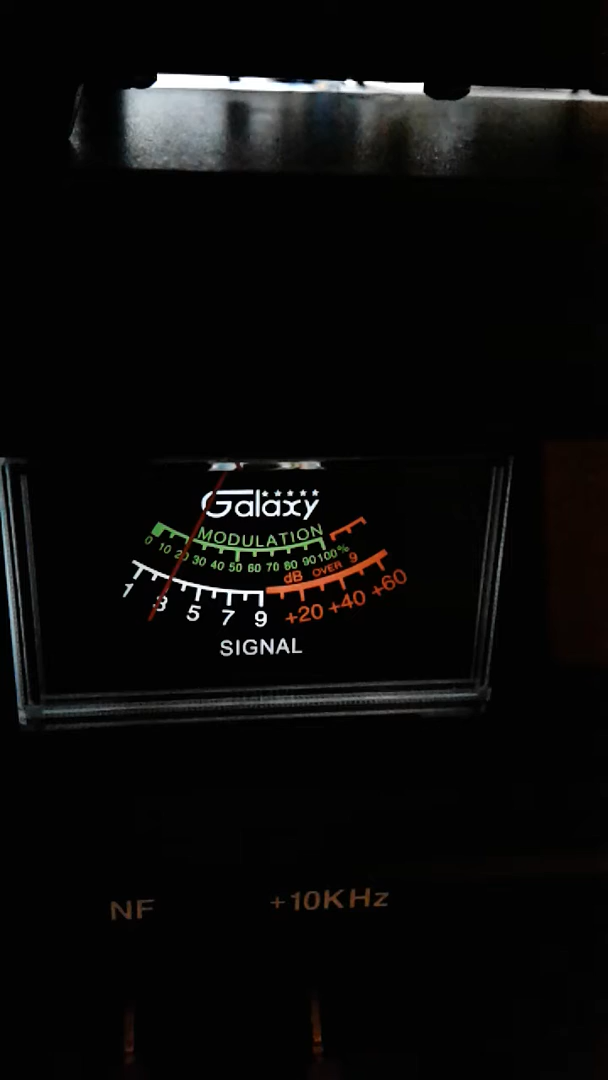 Galaxy
MODULATION
0 10 20 30 40 50 60 70 80 90 100%
dB OVER 9
1 3 5 7 9 +20 +40 +60
SIGNAL
NF +10KHz